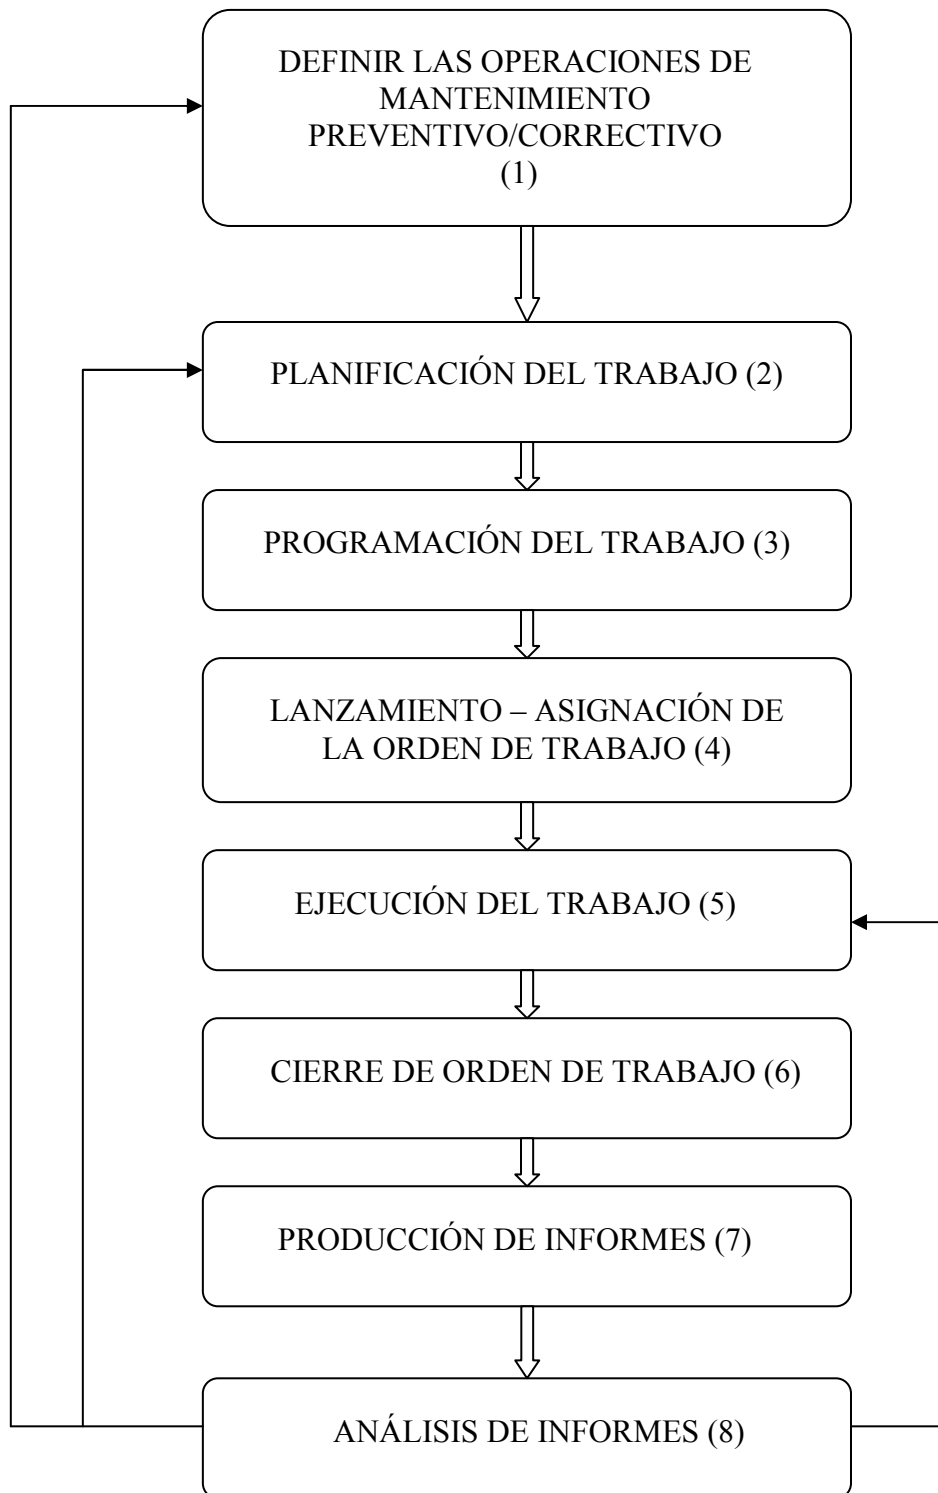 DEFINIR LAS OPERACIONES DE
MANTENIMIENTO
PREVENTIVO/CORRECTIVO
(1)
PLANIFICACIÓN DEL TRABAJO (2)
PROGRAMACIÓN DEL TRABAJO (3)
LANZAMIENTO – ASIGNACIÓN DE
LA ORDEN DE TRABAJO (4)
EJECUCIÓN DEL TRABAJO (5)
CIERRE DE ORDEN DE TRABAJO (6)
PRODUCCIÓN DE INFORMES (7)
ANÁLISIS DE INFORMES (8)